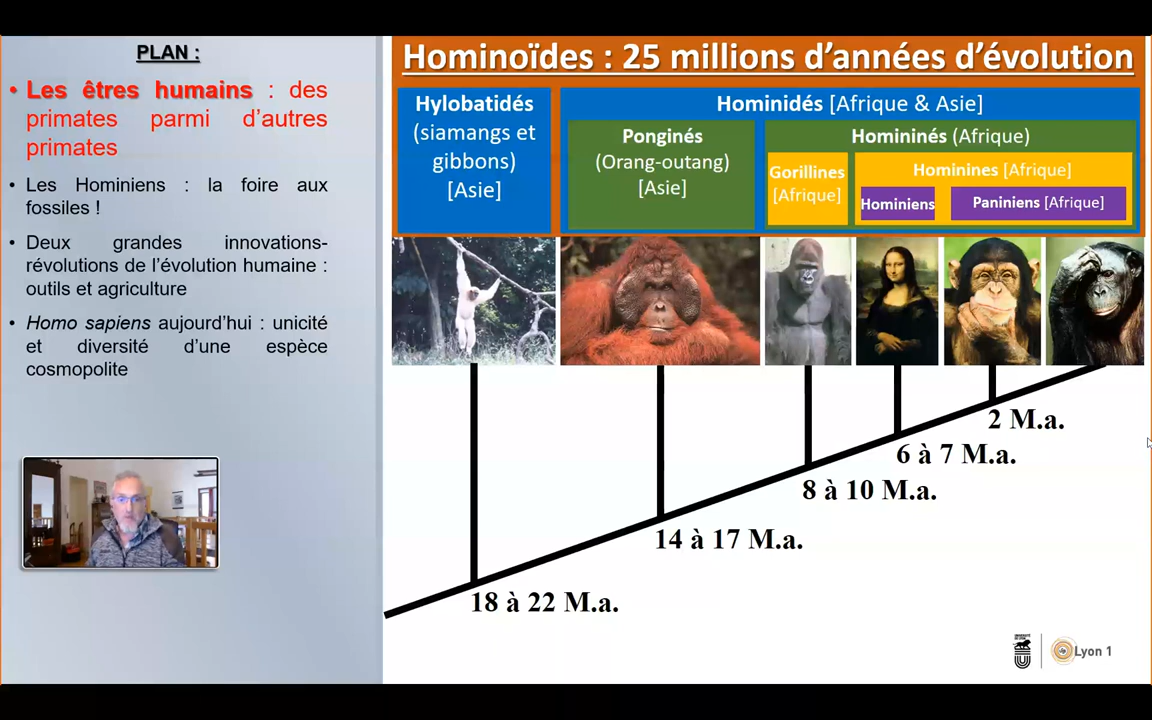 PLAN :
• Les êtres humains : des
primates parmi d’autres
primates
• Les Hominiens : la foire aux
fossiles !
• Deux grandes innovations-
révolutions de l’évolution humaine :
outils et agriculture
• Homo sapiens aujourd’hui : unicité
et diversité d’une espèce
cosmopolite
Hominoïdes : 25 millions d’années d’évolution
Hylobatidés
(siamangs et
gibbons)
[Asie]
Hominidés [Afrique & Asie]
Ponginés
(Orang-outang)
[Asie]
Homininés (Afrique)
Gorillines
[Afrique]
Hominines [Afrique]
Hominiens
Paniniens [Afrique]
2 M.a.
6 à 7 M.a.
8 à 10 M.a.
14 à 17 M.a.
18 à 22 M.a.
Lyon 1